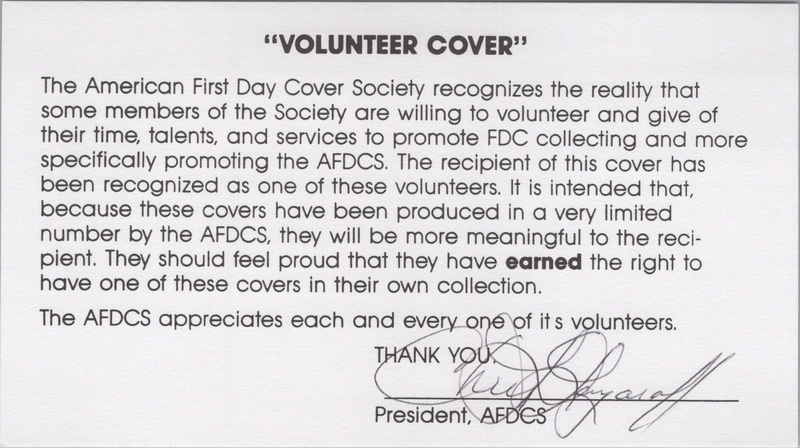 "VOLUNTEER COVER"
The American First Day Cover Society recognizes the reality that
some members of the Society are willing to volunteer and give of
their time, talents, and services to promote FDC collecting and more
specifically promoting the AFDCS. The recipient of this cover has
been recognized as one of these volunteers. It is intended that,
because these covers have been produced in a very limited
number by the AFDCS, they will be more meaningful to the reci-
pient. They should feel proud that they have earned the right to
have one of these covers in their own collection.
The AFDCS appreciates each and every one of its volunteers.
THANK YOU.
President, AFDCS